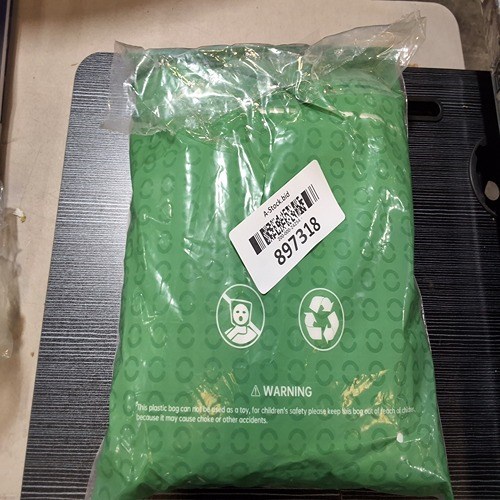 A-Stock.bid
897318
⚠ WARNING
This plastic bag can not be used as a toy, for children's safety please keep this bag out of reach of
because it may cause choke or other accidents.